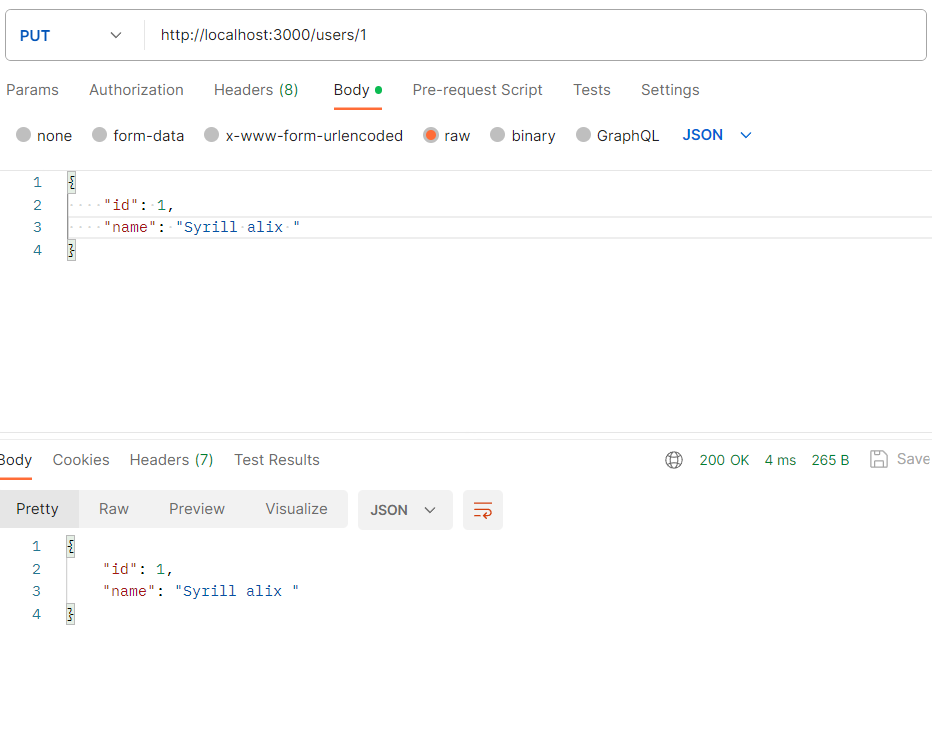 PUT http://localhost:3000/users/1
Params Authorization Headers (8) Body Pre-request Script Tests Settings
none form-data x-www-form-urlencoded raw binary GraphQL JSON
1 {
2 "id": 1,
3 "name": "Syrill alix "
4 }
Body Cookies Headers (7) Test Results 200 OK 4 ms 265 B Save
Pretty Raw Preview Visualize JSON
1 {
2 "id": 1,
3 "name": "Syrill alix "
4 }